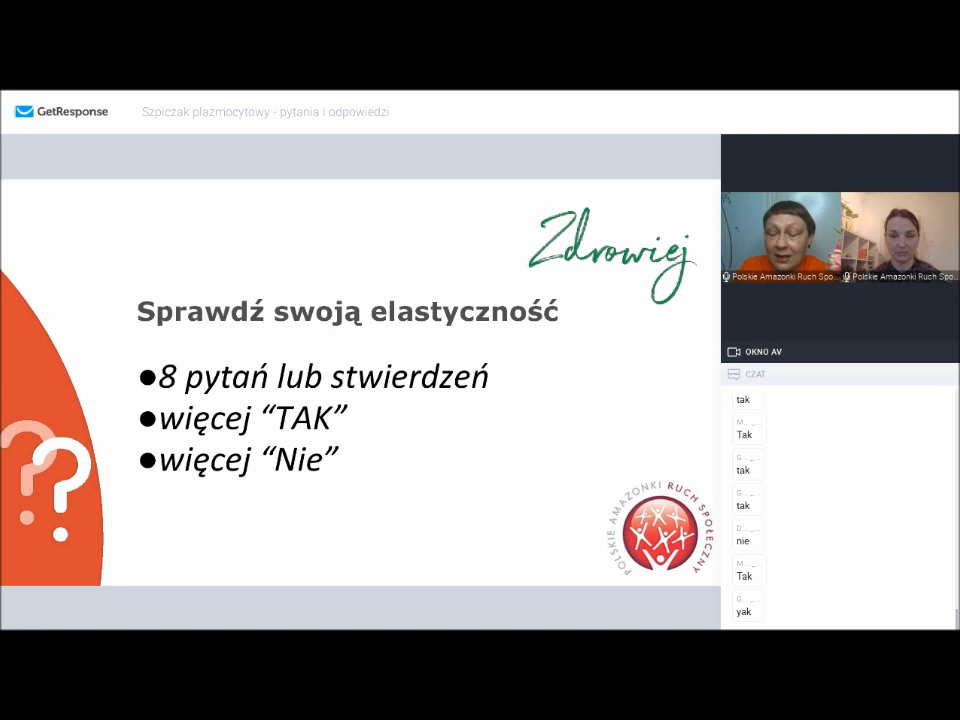 GetResponse
Szpiczak plazmocytowy - pytania i odpowiedzi
Zdrowiej
Sprawdź swoją elastyczność
●8 pytań lub stwierdzeń
●więcej “TAK”
●więcej “Nie”
??
POLSKIE AMAZONKI RUCH SPOŁECZNY
Polskie Amazonki Ruch Spo...
Polskie Amazonki Ruch Spo...
OKNO AV
CZAT
tak
M... _...
Tak
G... _...
tak
G... _...
tak
D... _...
nie
M... _...
Tak
G... _...
yak